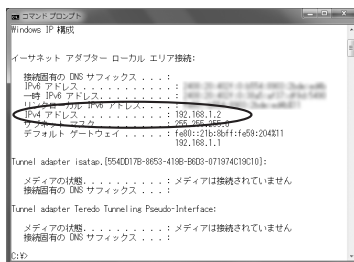 コマンド プロンプト
Windows IP 構成
イーサネット アダプター ローカル エリア接続:
接続固有の DNS サフィックス . . . :
IPv6 アドレス . . . . . . . . . . . :
一時 IPv6 アドレス. . . . . . . . . :
リンクローカル IPv6 アドレス. . . . :
IPv4 アドレス . . . . . . . . . . . : 192.168.1.2
サブネット マスク . . . . . . . . . : 255.255.255.0
デフォルト ゲートウェイ . . . . . . : fe80::21b:8bff:fe59:204%11
192.168.1.1
Tunnel adapter isatap.{554DD17B-8653-419B-B6D3-071974C19C10}:
メディアの状態. . . . . . . . . . . : メディアは接続されていません
接続固有の DNS サフィックス . . . :
Tunnel adapter Teredo Tunneling Pseudo-Interface:
メディアの状態. . . . . . . . . . . : メディアは接続されていません
接続固有の DNS サフィックス . . . :
C:¥>